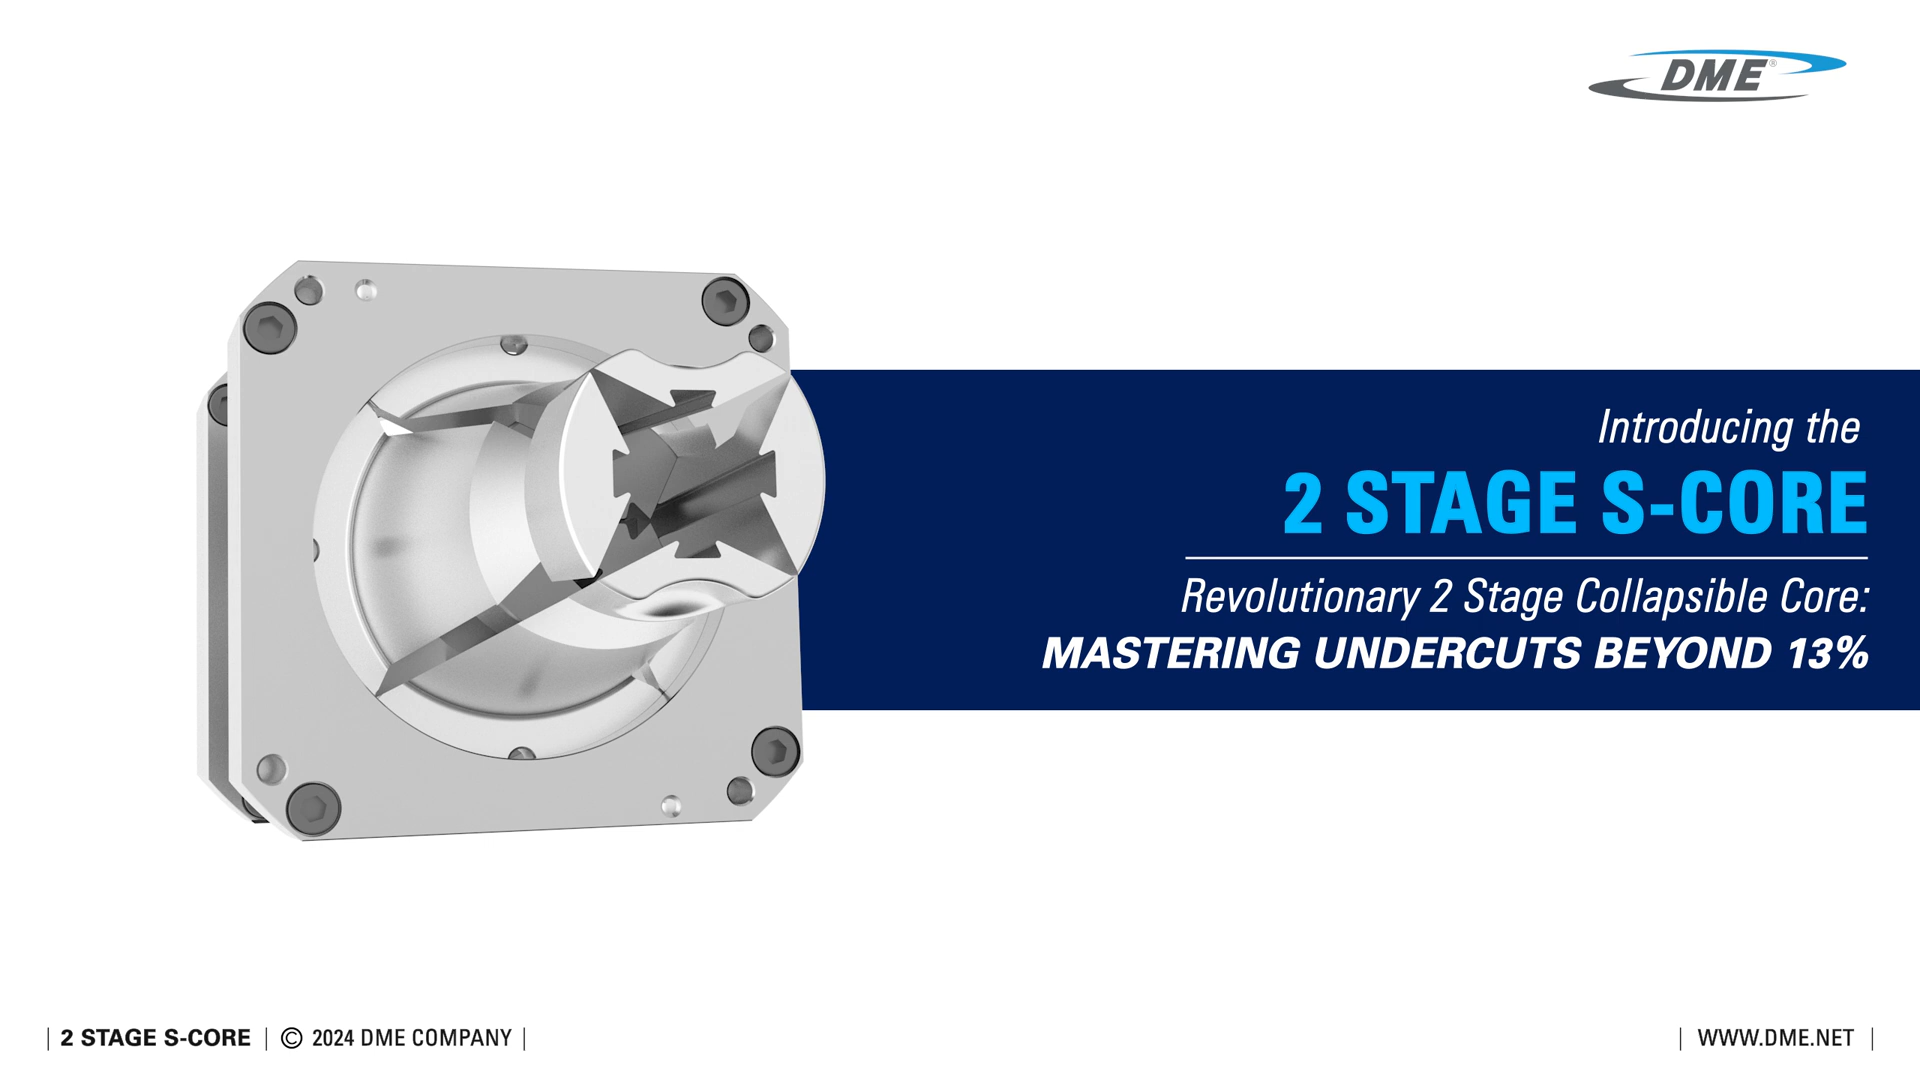 DME®
Introducing the
2 STAGE S-CORE
Revolutionary 2 Stage Collapsible Core:
MASTERING UNDERCUTS BEYOND 13%
| 2 STAGE S-CORE | © 2024 DME COMPANY |
| WWW.DME.NET |